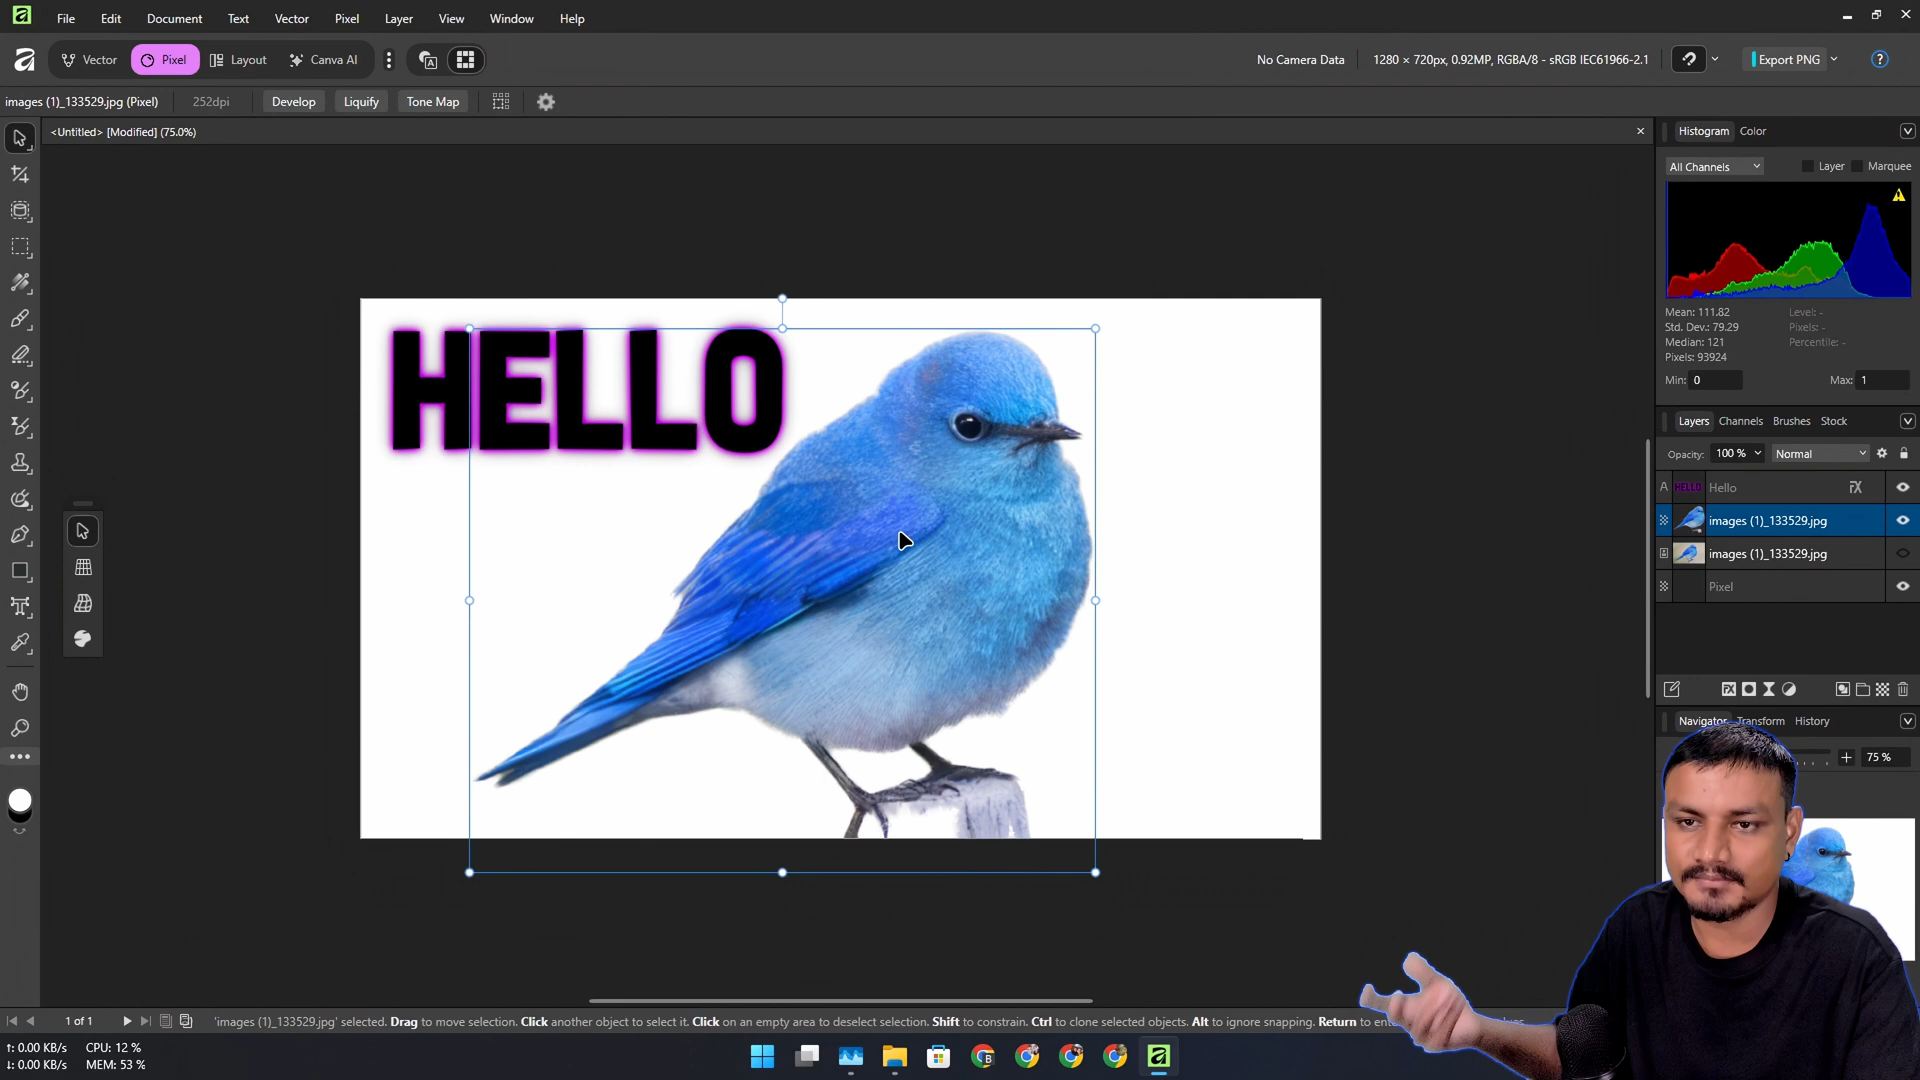 File Edit Document Text Vector Pixel Layer View Window Help
Vector Pixel Layout Canva AI No Camera Data 1280 × 720px, 0.92MP, RGBA/8 - sRGB IEC61966-2.1 Export PNG
images (1)_133529.jpg (Pixel) 252dpi Develop Liquify Tone Map
<Untitled> [Modified] (75.0%)
Histogram Color
All Channels Layer Marquee
Mean: 111.82 Level: -
Std. Dev.: 79.29 Pixels: -
Median: 121 Percentile: -
Pixels: 93924
Min: 0 Max: 1
HELLO
Layers Channels Brushes Stock
Opacity: 100 % Normal
A HELLO Hello
images (1)_133529.jpg
images (1)_133529.jpg
Pixel
Navigator Transform History
75 %
1 of 1 'images (1)_133529.jpg' selected. Drag to move selection. Click another object to select it. Click on an empty area to deselect selection. Shift to constrain. Ctrl to clone selected objects. Alt to ignore snapping. Return to
↑: 0.00 KB/s CPU: 12 %
↓: 0.00 KB/s MEM: 53 %